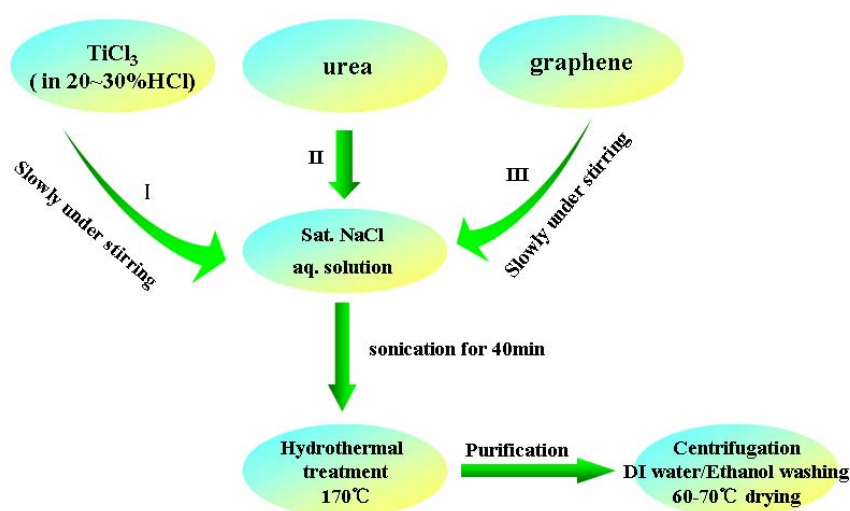 TiCl₃
( in 20~30%HCl)
urea
graphene
Slowly under stirring
I
II
III
Slowly under stirring
Sat. NaCl
aq. solution
sonication for 40min
Hydrothermal
treatment
170℃
Purification
Centrifugation
DI water/Ethanol washing
60-70℃ drying